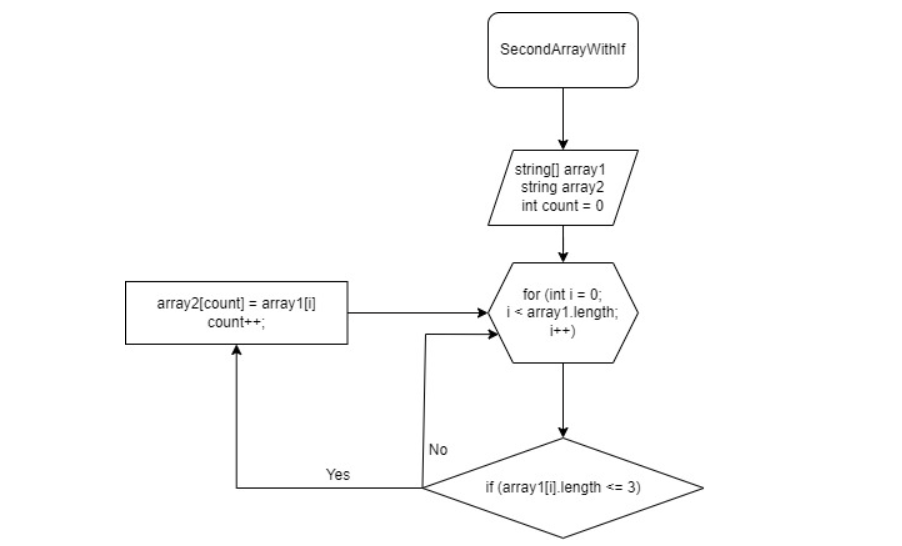 SecondArrayWithIf
string[] array1
string array2
int count = 0
for (int i = 0;
i < array1.length;
i++)
array2[count] = array1[i]
count++;
No
Yes
if (array1[i].length <= 3)